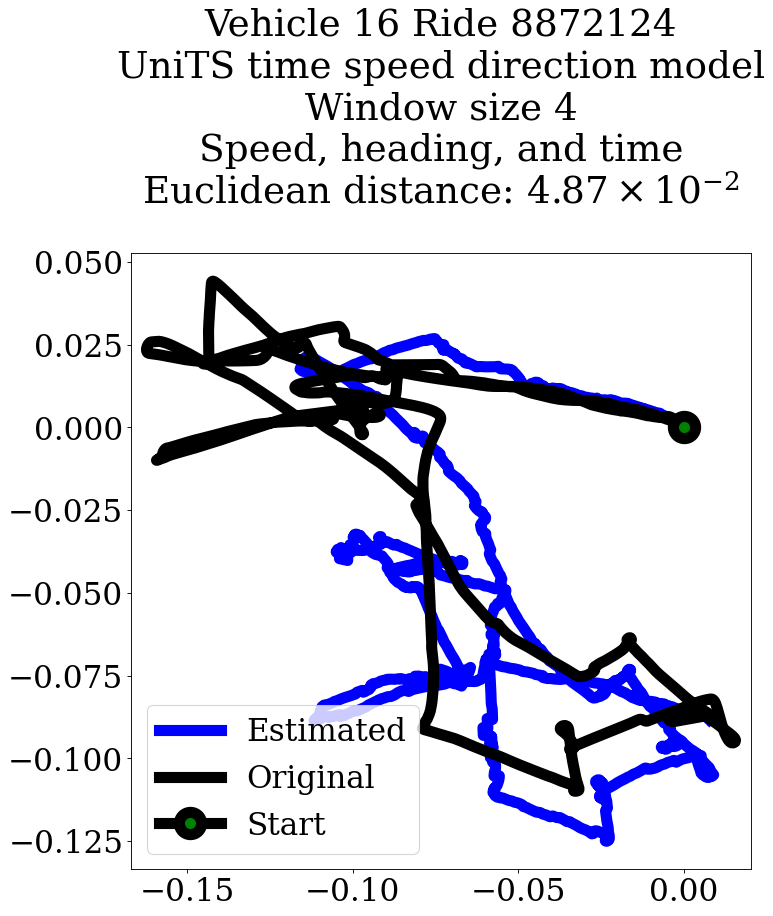 Vehicle 16 Ride 8872124
UniTS time speed direction model
Window size 4
Speed, heading, and time
Euclidean distance: 4.87 × 10⁻²
0.050
0.025
0.000
−0.025
−0.050
−0.075
−0.100
−0.125
Estimated
Original
Start
−0.15
−0.10
−0.05
0.00